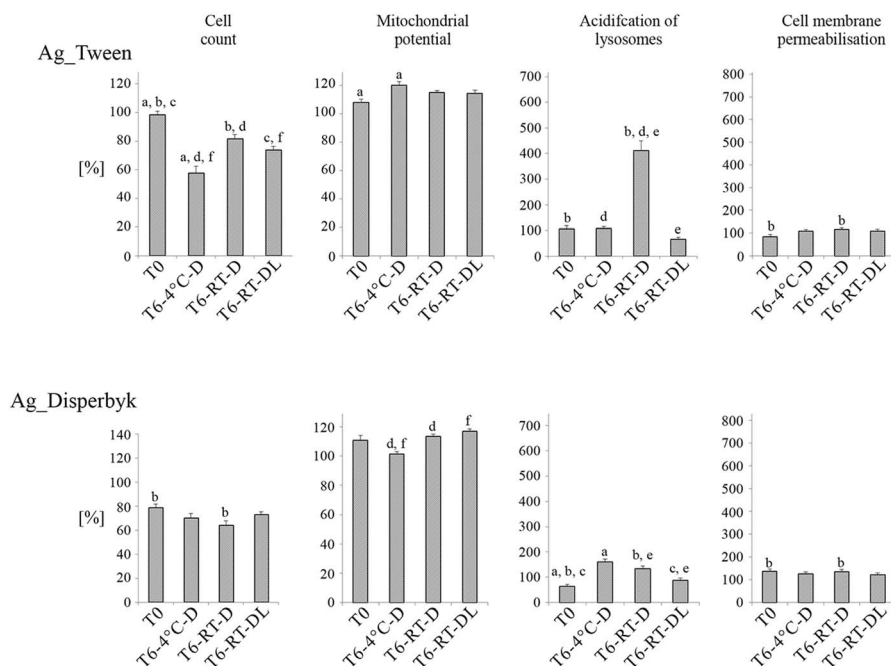 Cell
count
Mitochondrial
potential
Acidifcation of
lysosomes
Cell membrane
permeabilisation
Ag_Tween
[%]
120
100
80
60
40
20
0
a, b, c
a, d, f
b, d
c, f
T0
T6-4°C-D
T6-RT-D
T6-RT-DL
120
100
80
60
40
20
0
a
a
T0
T6-4°C-D
T6-RT-D
T6-RT-DL
700
600
500
400
300
200
100
0
b
d
b, d, e
e
T0
T6-4°C-D
T6-RT-D
T6-RT-DL
800
700
600
500
400
300
200
100
0
b
b
T0
T6-4°C-D
T6-RT-D
T6-RT-DL
Ag_Disperbyk
[%]
140
120
100
80
60
40
20
0
b
b
T0
T6-4°C-D
T6-RT-D
T6-RT-DL
120
100
80
60
40
20
0
d, f
d
f
T0
T6-4°C-D
T6-RT-D
T6-RT-DL
700
600
500
400
300
200
100
0
a, b, c
a
b, e
c, e
T0
T6-4°C-D
T6-RT-D
T6-RT-DL
800
700
600
500
400
300
200
100
0
b
b
T0
T6-4°C-D
T6-RT-D
T6-RT-DL